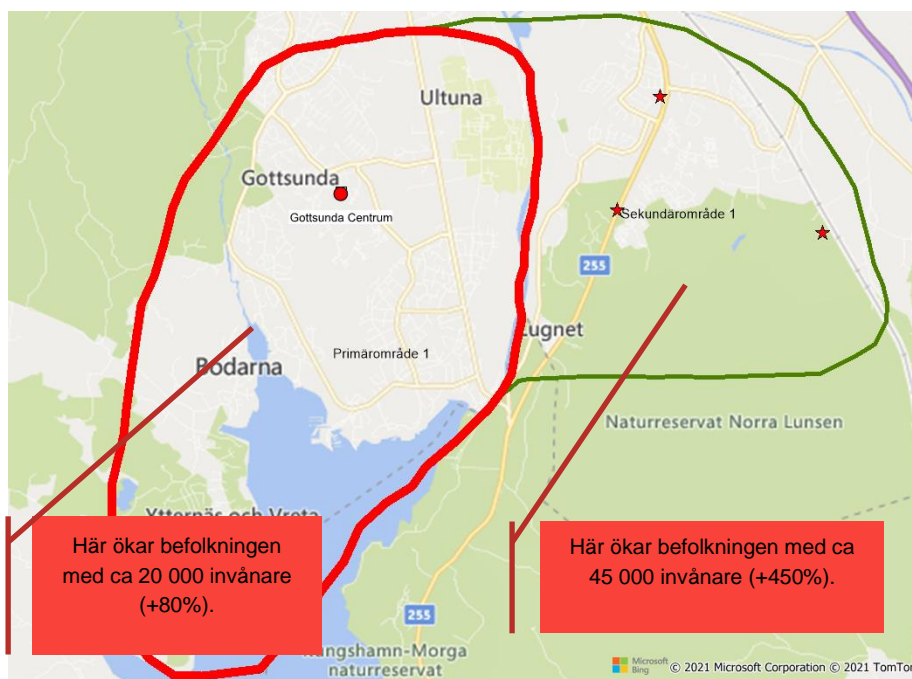 Ultuna
Gottsunda
Gottsunda Centrum
Sekundärområde 1
255
Lugnet
Primärområde 1
Bodarna
Naturreservat Norra Lunsen
Ytternäs och Vreta
Här ökar befolkningen
med ca 20 000 invånare
(+80%).
Här ökar befolkningen med ca
45 000 invånare (+450%).
255
Kungshamn-Morga
naturreservat
Microsoft
Bing
© 2021 Microsoft Corporation © 2021 TomTom